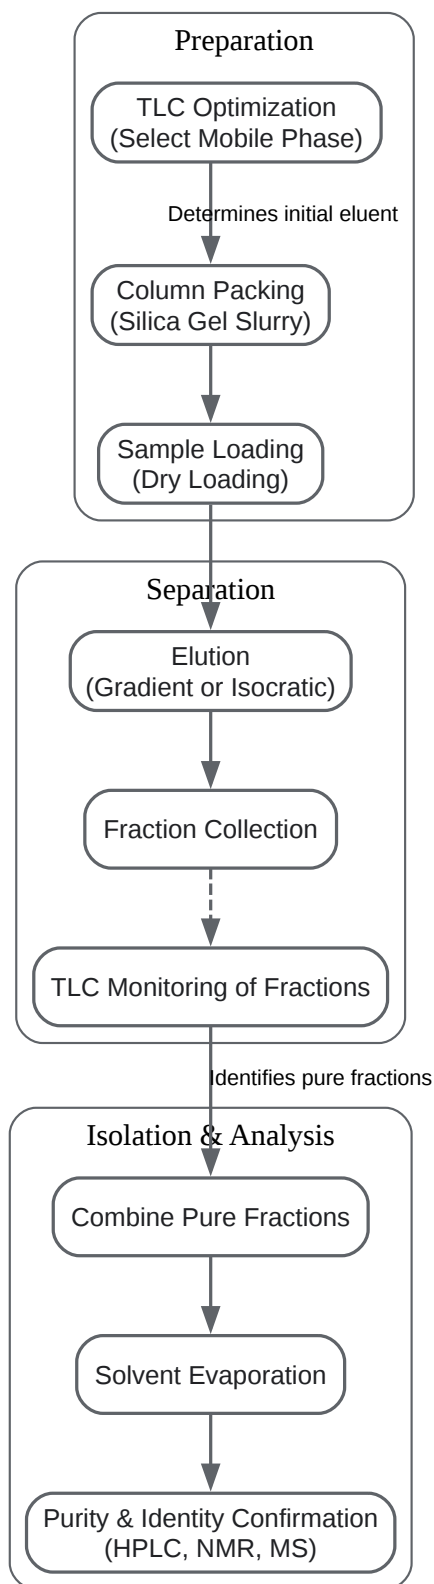 Preparation
TLC Optimization
(Select Mobile Phase)
Determines initial eluent
Column Packing
(Silica Gel Slurry)
Sample Loading
(Dry Loading)
Separation
Elution
(Gradient or Isocratic)
Fraction Collection
TLC Monitoring of Fractions
Identifies pure fractions
Isolation & Analysis
Combine Pure Fractions
Solvent Evaporation
Purity & Identity Confirmation
(HPLC, NMR, MS)